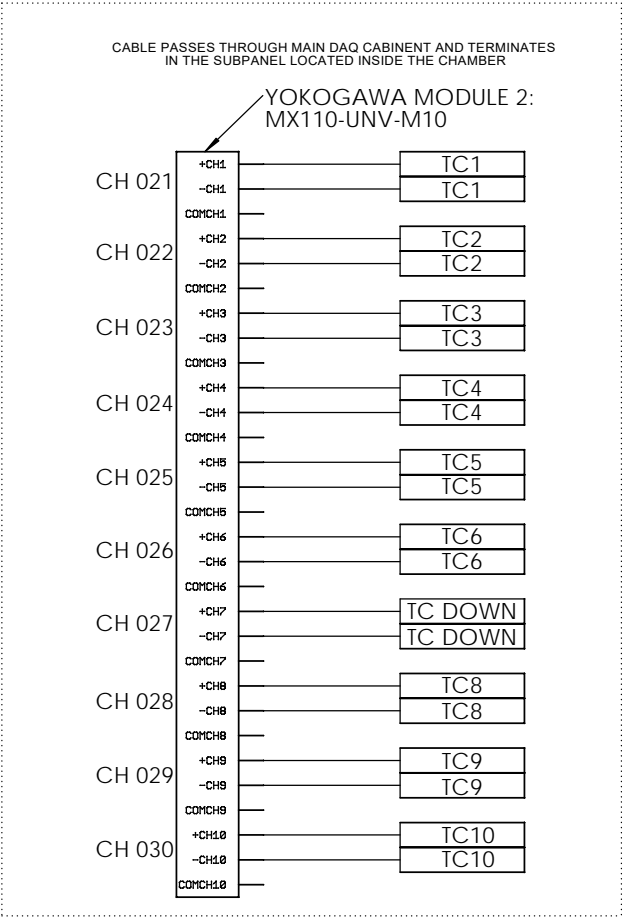 CABLE PASSES THROUGH MAIN DAQ CABINENT AND TERMINATES
IN THE SUBPANEL LOCATED INSIDE THE CHAMBER
YOKOGAWA MODULE 2:
MX110-UNV-M10
CH 021
+CH1
TC1
-CH1
TC1
COMCH1
CH 022
+CH2
TC2
-CH2
TC2
COMCH2
CH 023
+CH3
TC3
-CH3
TC3
COMCH3
CH 024
+CH4
TC4
-CH4
TC4
COMCH4
CH 025
+CH5
TC5
-CH5
TC5
COMCH5
CH 026
+CH6
TC6
-CH6
TC6
COMCH6
CH 027
+CH7
TC DOWN
-CH7
TC DOWN
COMCH7
CH 028
+CH8
TC8
-CH8
TC8
COMCH8
CH 029
+CH9
TC9
-CH9
TC9
COMCH9
CH 030
+CH10
TC10
-CH10
TC10
COMCH10